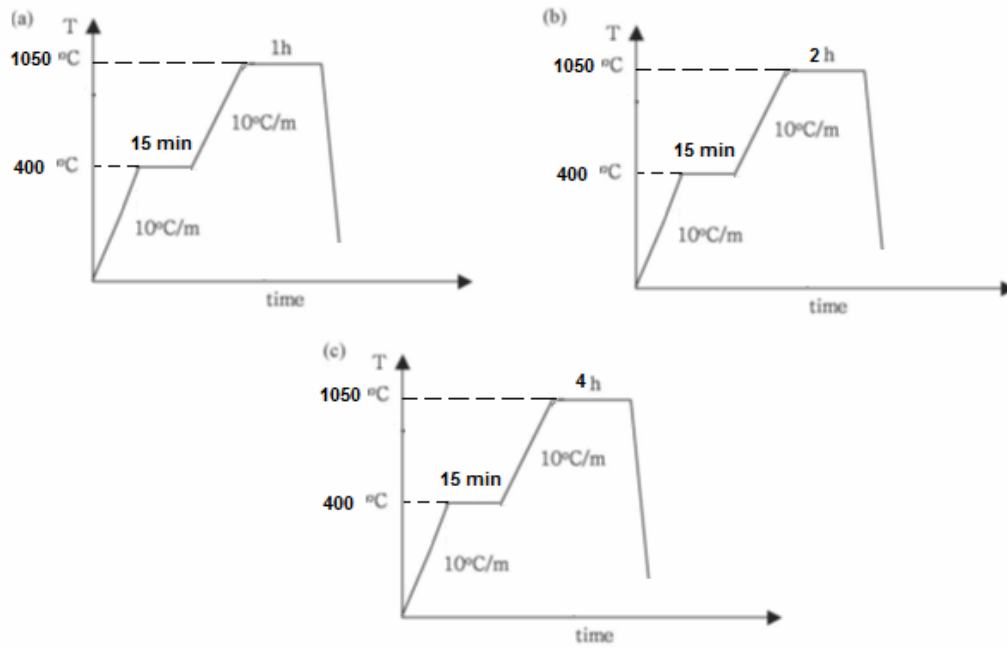 (a)
T
1h
1050 ºC
10ºC/m
15 min
400 ºC
10ºC/m
time
(b)
T
2 h
1050 ºC
10ºC/m
15 min
400 ºC
10ºC/m
time
(c)
T
4 h
1050 ºC
10ºC/m
15 min
400 ºC
10ºC/m
time